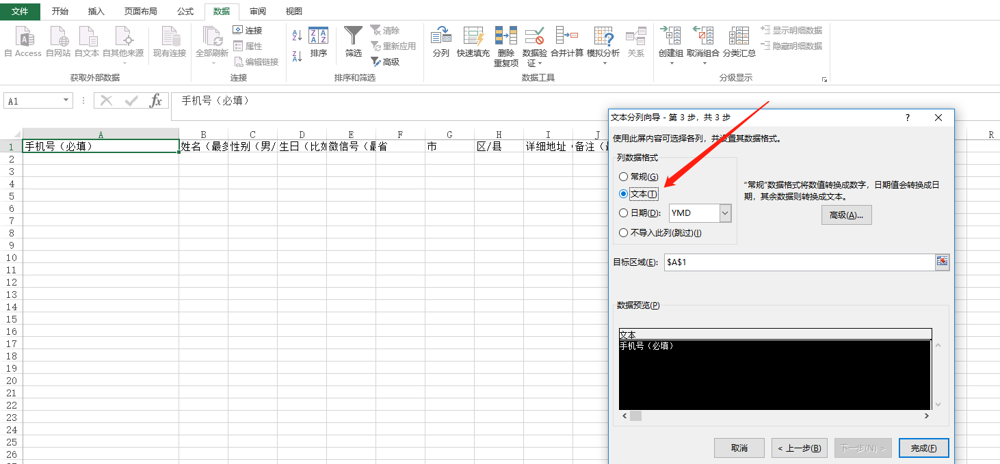 文件 开始 插入 页面布局 公式 数据 审阅 视图
自 Access 自网站 自文本 自其他来源 现有连接 全部刷新 连接 属性 编辑链接 排序 筛选 清除 重新应用 高级 分列 快速填充 删除 重复项 数据验证 合并计算 模拟分析 关系 创建组 取消组合 分类汇总 显示明细数据 隐藏明细数据
获取外部数据 连接 排序和筛选 数据工具 分级显示
A1 fx 手机号（必填）
A B C D E F G H I J R
1 手机号（必填） 姓名（最多 性别（男/ 生日（比如 微信号（最 省 市 区/县 详细地址 备注（
2
3
4
5
6
7
8
9
10
11
12
13
14
15
16
17
18
19
20
21
22
23
24
25
26
文本分列向导 - 第 3 步，共 3 步 ?
使用此屏内容可选择各列，并设置其数据格式。
列数据格式
常规(G)
文本(T)
日期(D): YMD
不导入此列(跳过)(I)
“常规”数据格式将数值转换成数字，日期值会转换成日
期，其余数据则转换成文本。
高级(A)...
目标区域(E): $A$1
数据预览(P)
文本
手机号（必填）
取消 < 上一步(B) 下一步(N) > 完成(F)